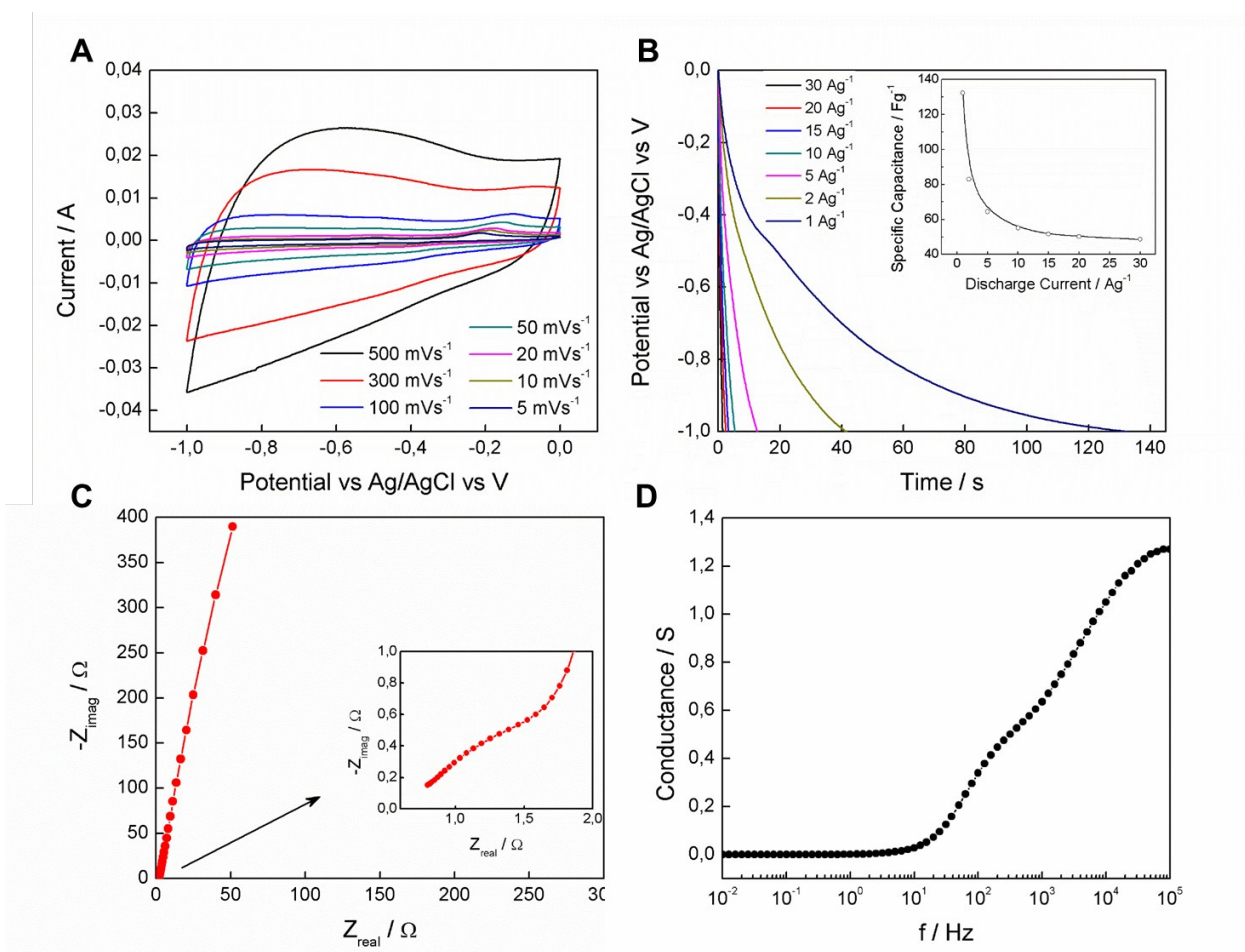 A
0,04
0,03
0,02
0,01
0,00
-0,01
-0,02
-0,03
-0,04
Current / A
500 mVs⁻¹
300 mVs⁻¹
100 mVs⁻¹
50 mVs⁻¹
20 mVs⁻¹
10 mVs⁻¹
5 mVs⁻¹
-1,0 -0,8 -0,6 -0,4 -0,2 0,0
Potential vs Ag/AgCl vs V
B
0,0
-0,2
-0,4
-0,6
-0,8
-1,0
Potential vs Ag/AgCl vs V
30 Ag⁻¹
20 Ag⁻¹
15 Ag⁻¹
10 Ag⁻¹
5 Ag⁻¹
2 Ag⁻¹
1 Ag⁻¹
140
120
100
80
60
40
Specific Capacitance / Fg⁻¹
0 5 10 15 20 25 30
Discharge Current / Ag⁻¹
0 20 40 60 80 100 120 140
Time / s
C
400
350
300
250
200
150
100
50
0
-Z_imag / Ω
1,0
0,8
0,6
0,4
0,2
0,0
-Z_imag / Ω
1,0 1,5 2,0
Z_real / Ω
0 50 100 150 200 250 30
Z_real / Ω
D
1,4
1,2
1,0
0,8
0,6
0,4
0,2
0,0
Conductance / S
10⁻² 10⁻¹ 10⁰ 10¹ 10² 10³ 10⁴ 10⁵
f / Hz